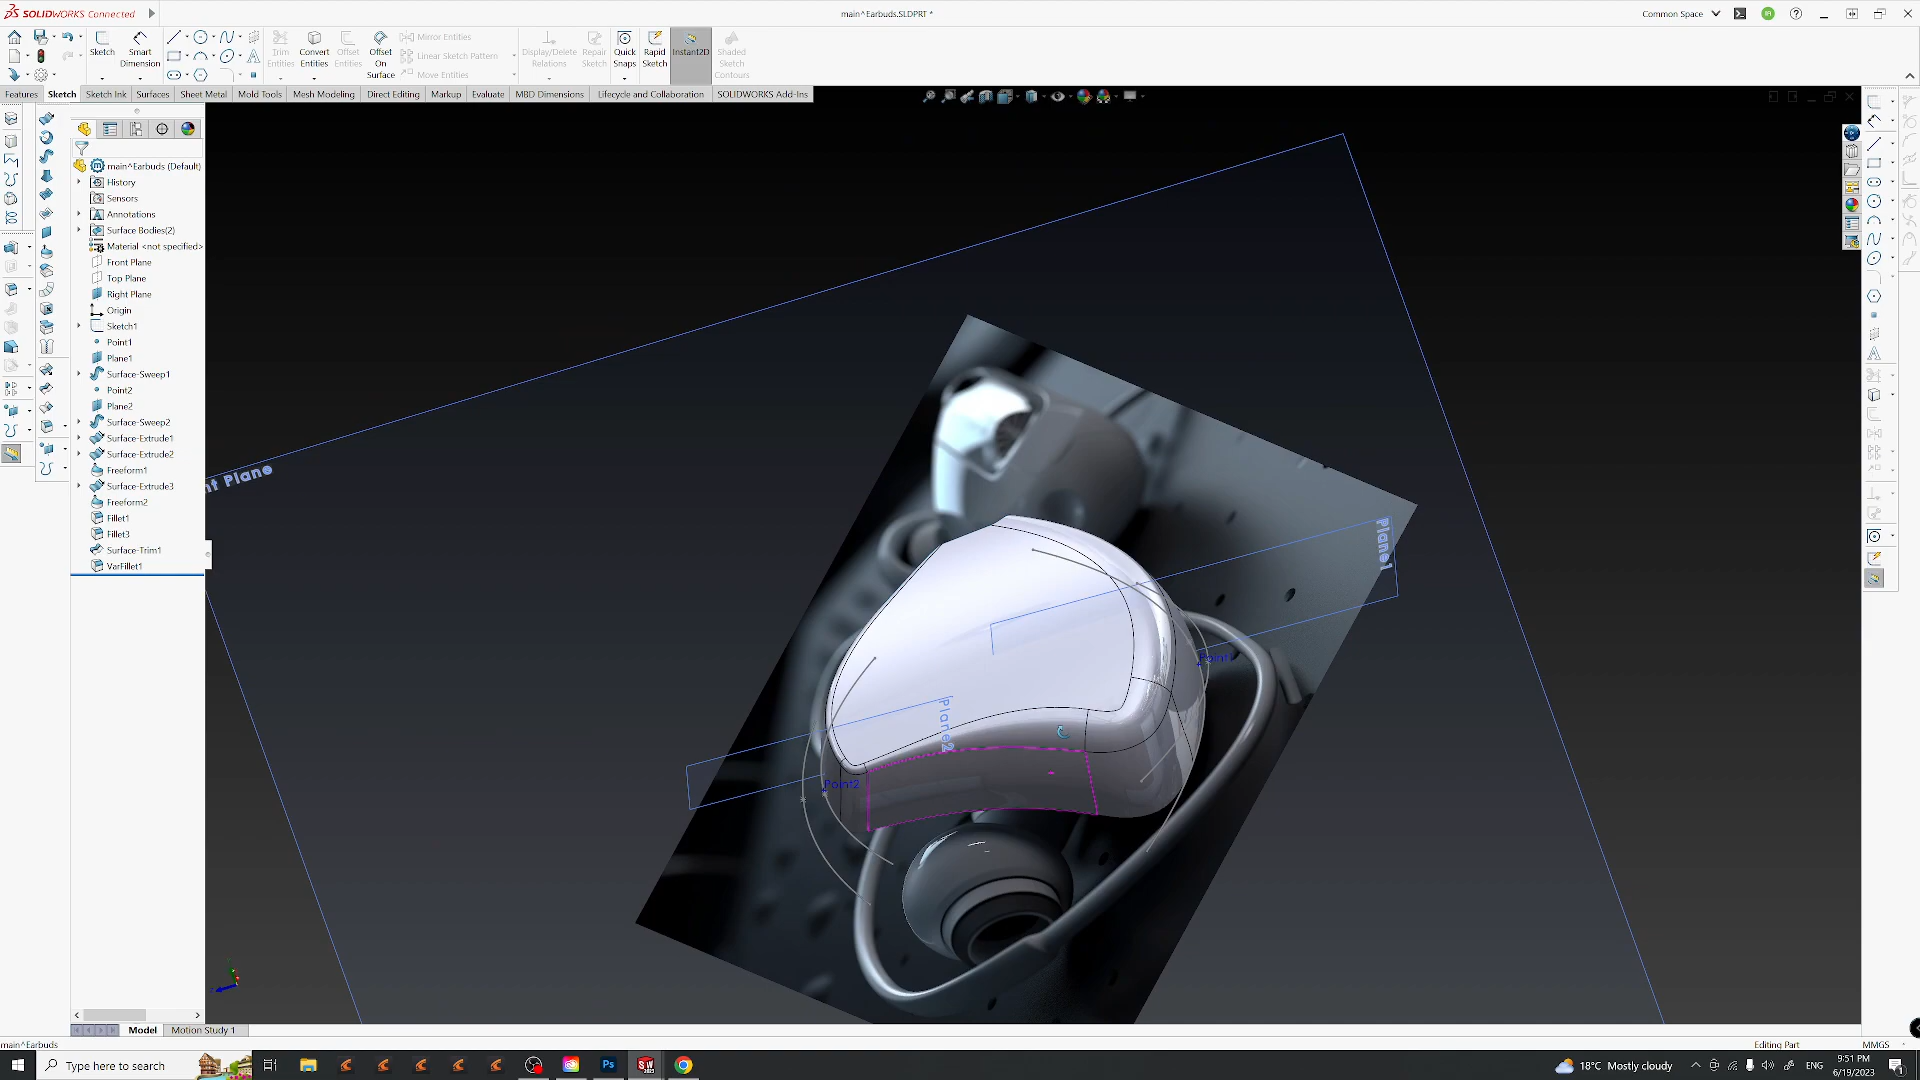 SOLIDWORKS Connected
main^Earbuds.SLDPRT *
Common Space
Sketch
Smart Dimension
Trim Entities
Convert Entities
Offset Entities
Offset On Surface
Mirror Entities
Linear Sketch Pattern
Move Entities
Display/Delete Relations
Repair Sketch
Quick Snaps
Rapid Sketch
Instant2D
Shaded Sketch Contours
Features
Sketch
Sketch Ink
Surfaces
Sheet Metal
Mold Tools
Mesh Modeling
Direct Editing
Markup
Evaluate
MBD Dimensions
Lifecycle and Collaboration
SOLIDWORKS Add-Ins
main^Earbuds (Default)
History
Sensors
Annotations
Surface Bodies(2)
Material <not specified>
Front Plane
Top Plane
Right Plane
Origin
Sketch1
Point1
Plane1
Surface-Sweep1
Point2
Plane2
Surface-Sweep2
Surface-Extrude1
Surface-Extrude2
Freeform1
Surface-Extrude3
Freeform2
Fillet1
Fillet3
Surface-Trim1
VarFillet1
nt Plane
Plane1
Point1
Plane2
Point2
Model
Motion Study 1
main^Earbuds
Editing Part
MMGS
Type here to search
Ps
SW
2023
18°C Mostly cloudy
ENG
9:51 PM
6/19/2023